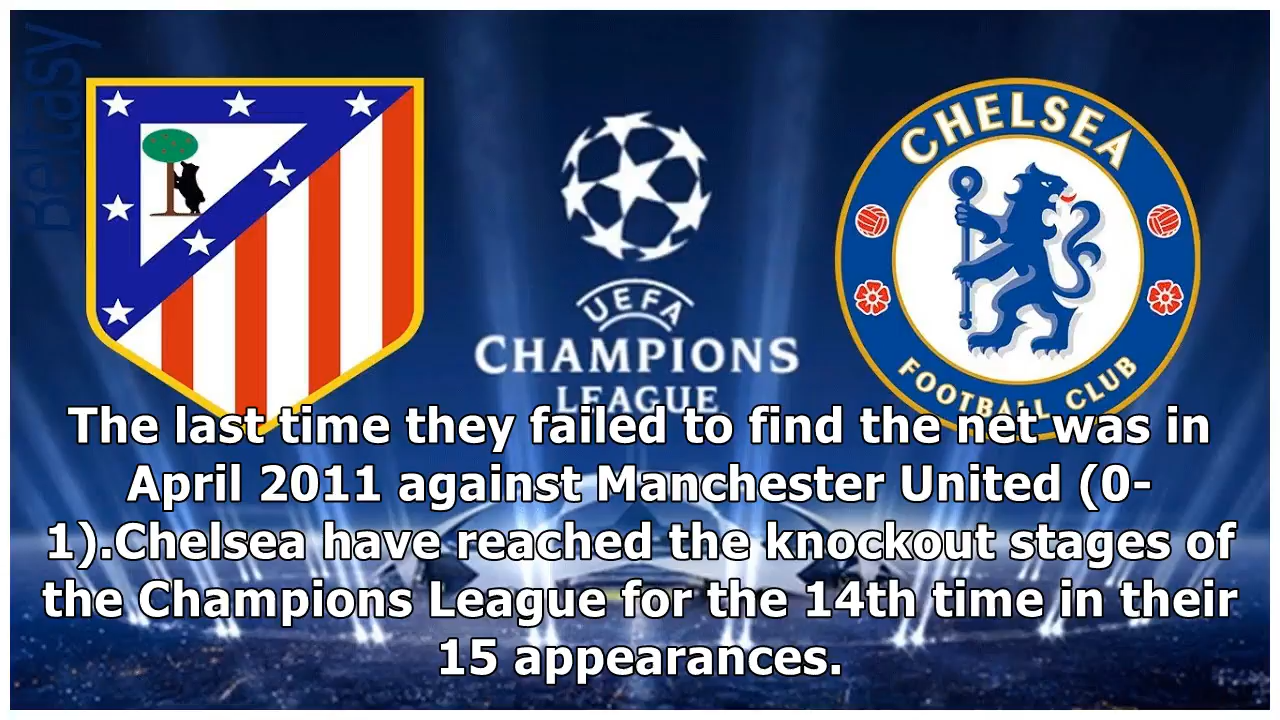 Beltasy
CHELSEA
FOOTBALL CLUB
UEFA
CHAMPIONS
LEAGUE
The last time they failed to find the net was in
April 2011 against Manchester United (0-
1).Chelsea have reached the knockout stages of
the Champions League for the 14th time in their
15 appearances.